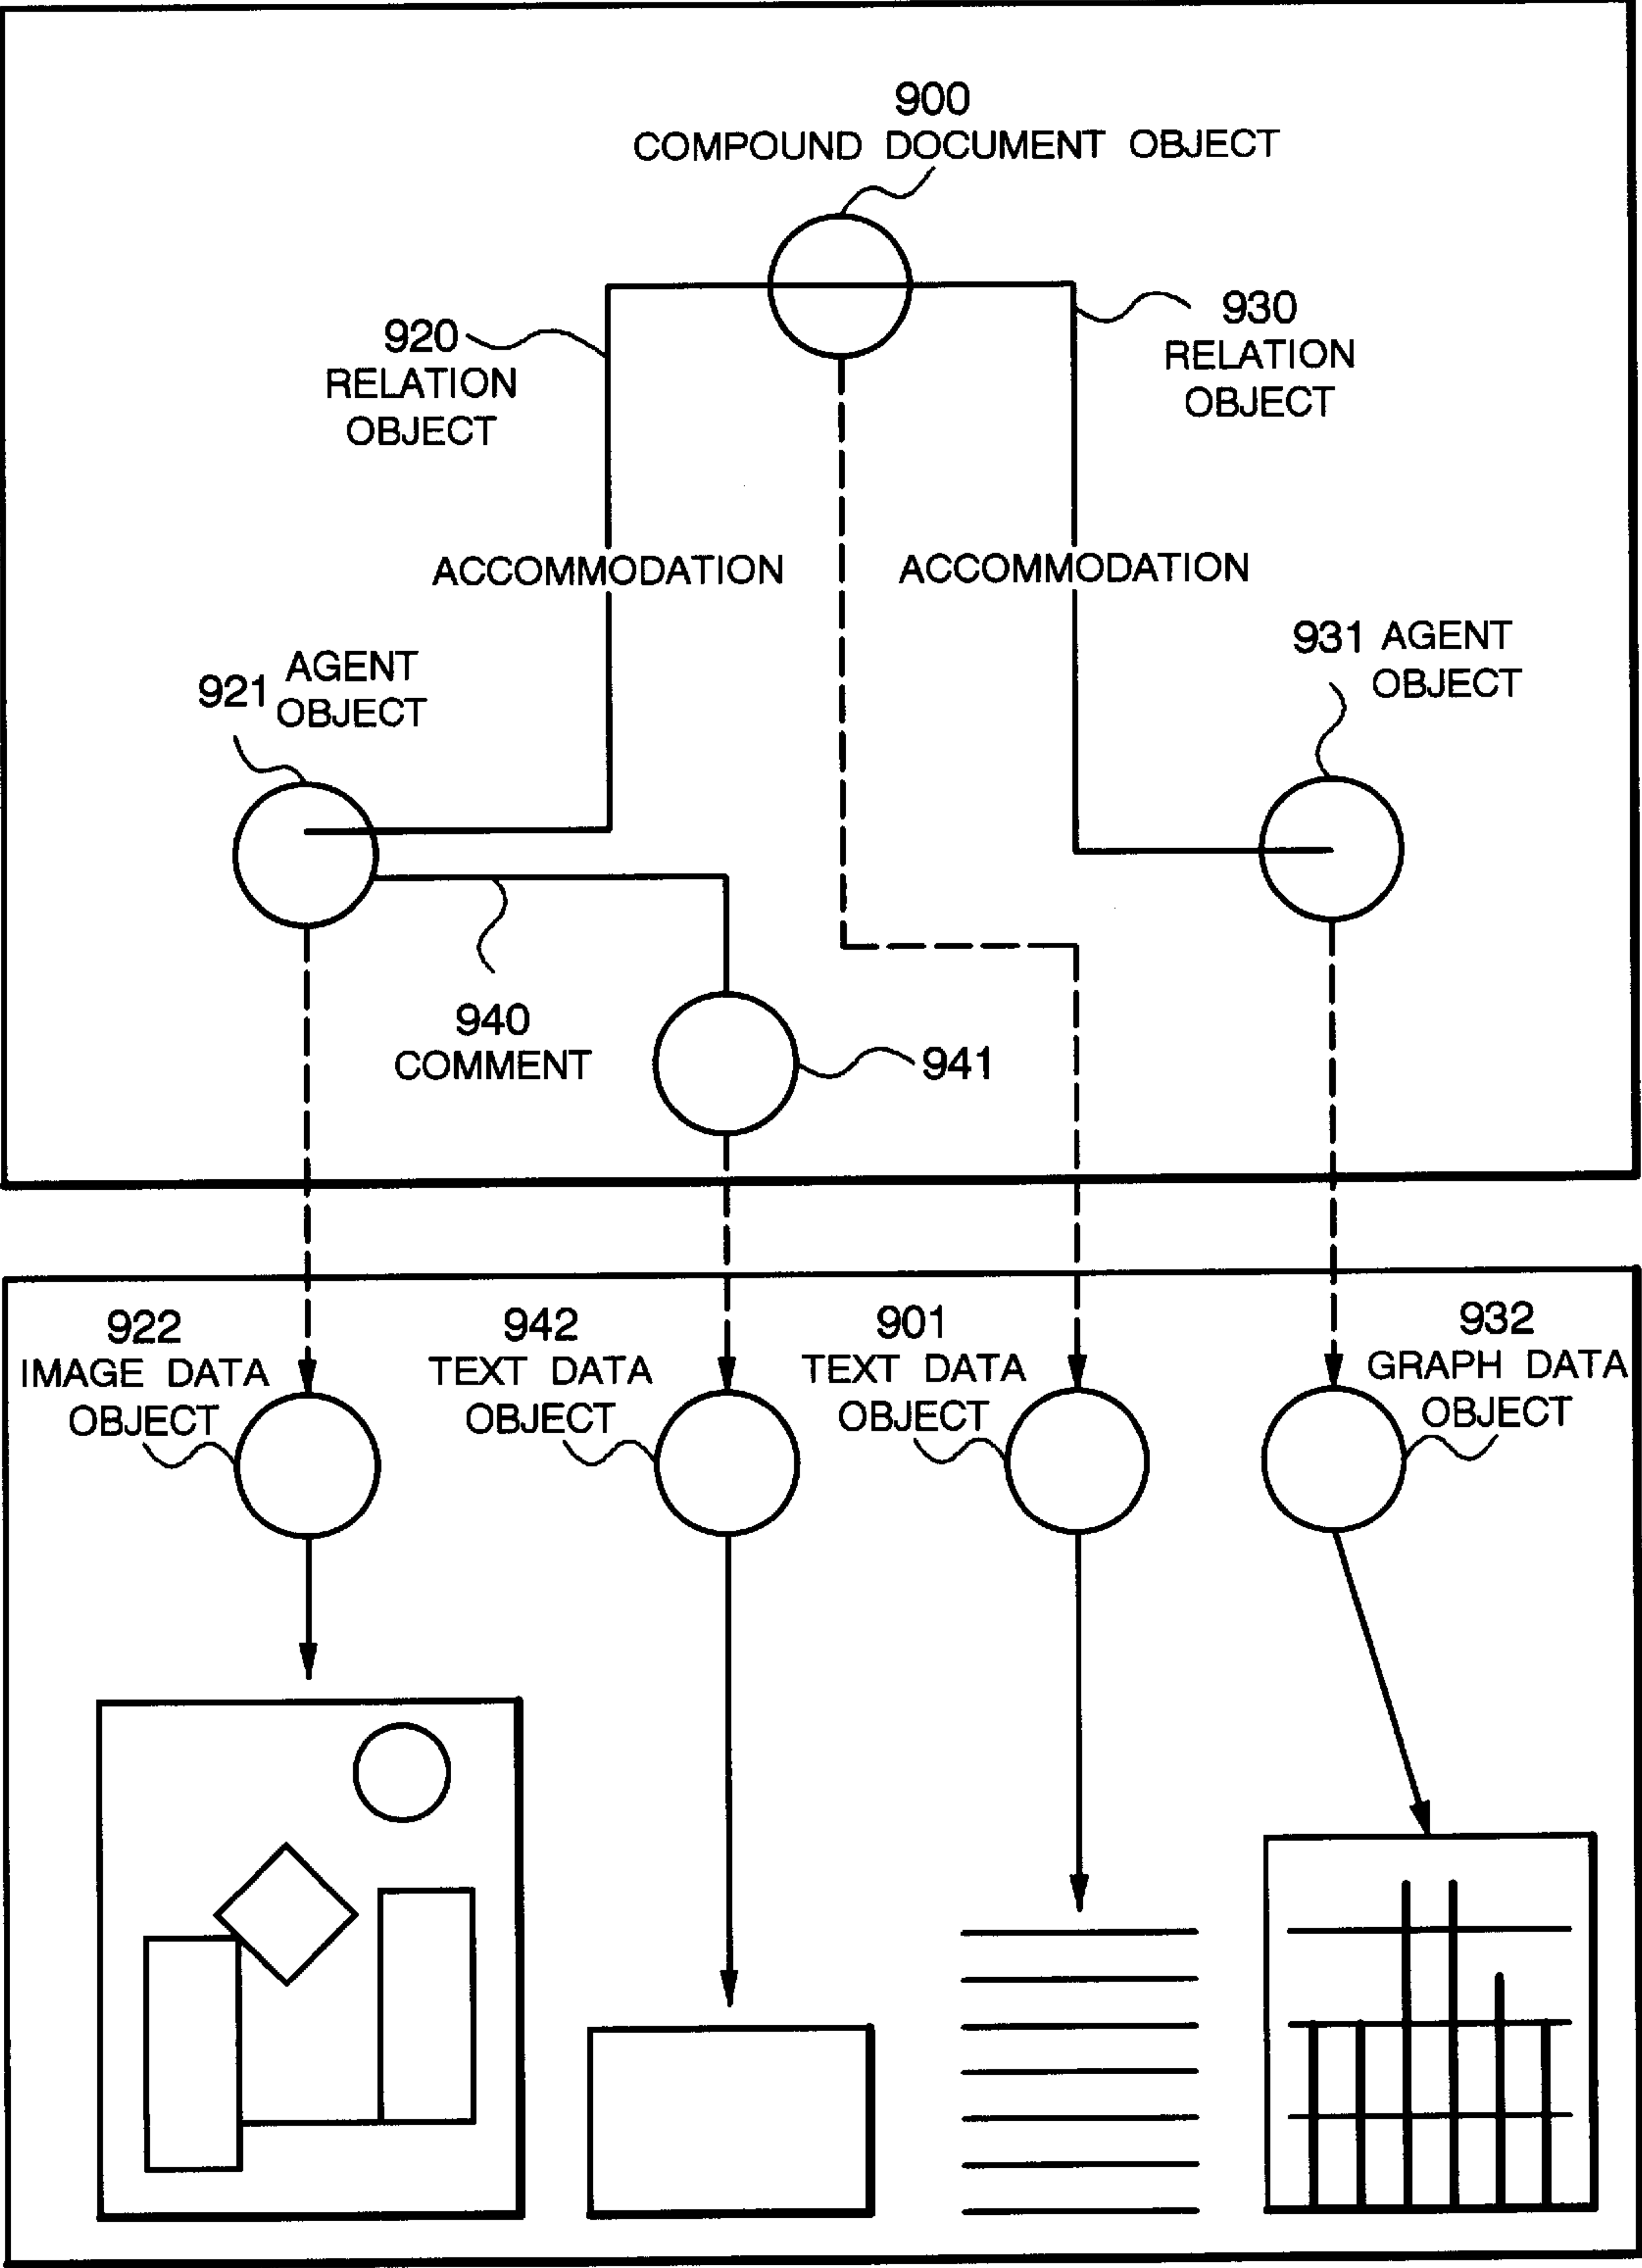 900
COMPOUND DOCUMENT OBJECT
920
RELATION
OBJECT
930
RELATION
OBJECT
ACCOMMODATION
ACCOMMODATION
921 AGENT
OBJECT
931 AGENT
OBJECT
940
COMMENT
941
922
IMAGE DATA
OBJECT
942
TEXT DATA
OBJECT
901
TEXT DATA
OBJECT
932
GRAPH DATA
OBJECT